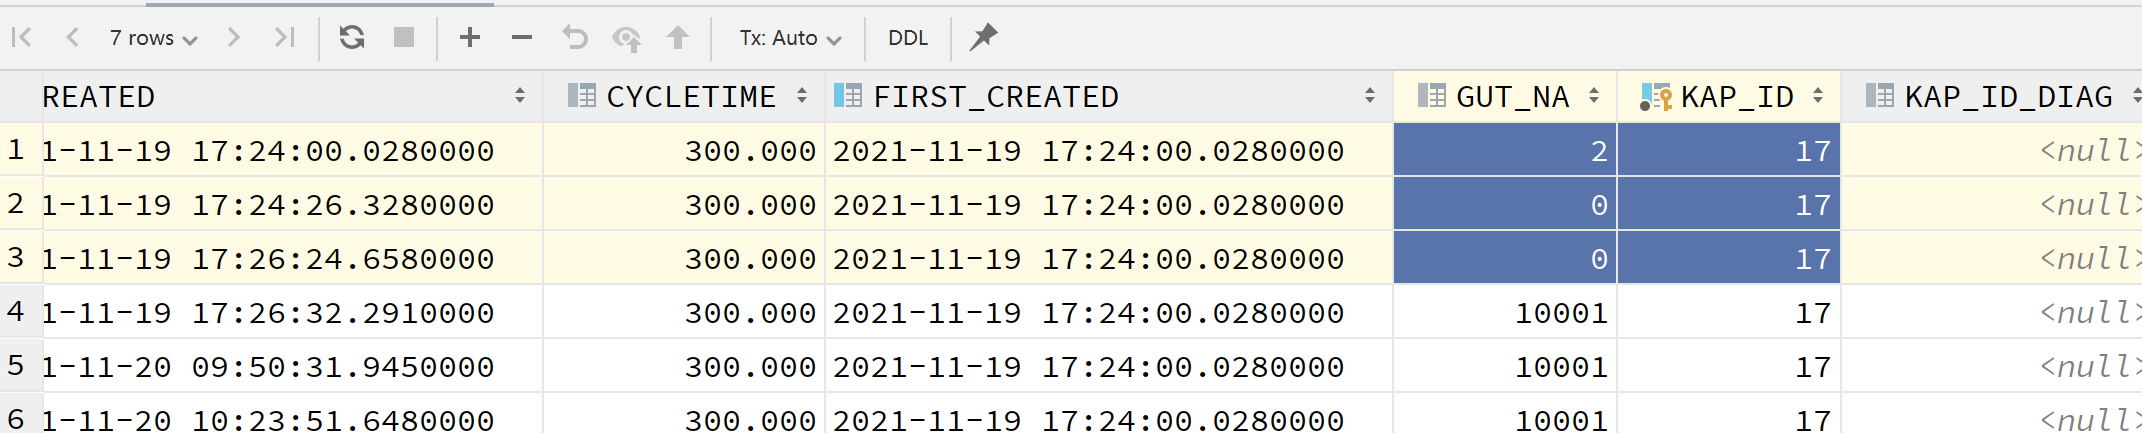 7 rows Tx: Auto DDL
REATED CYCLETIME FIRST_CREATED GUT_NA KAP_ID KAP_ID_DIAG
1 1-11-19 17:24:00.0280000 300.000 2021-11-19 17:24:00.0280000 2 17 <null>
2 1-11-19 17:24:26.3280000 300.000 2021-11-19 17:24:00.0280000 0 17 <null>
3 1-11-19 17:26:24.6580000 300.000 2021-11-19 17:24:00.0280000 0 17 <null>
4 1-11-19 17:26:32.2910000 300.000 2021-11-19 17:24:00.0280000 10001 17 <null>
5 1-11-20 09:50:31.9450000 300.000 2021-11-19 17:24:00.0280000 10001 17 <null>
6 1-11-20 10:23:51.6480000 300.000 2021-11-19 17:24:00.0280000 10001 17 <null>